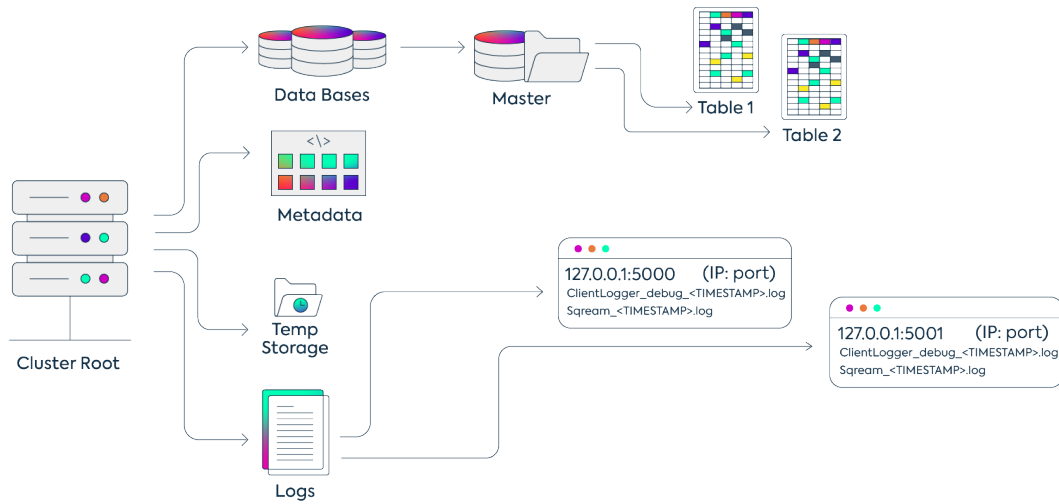 Data Bases
Master
Table 1
Table 2
<\>
Metadata
Cluster Root
Temp
Storage
Logs
127.0.0.1:5000 (IP: port)
ClientLogger_debug_<TIMESTAMP>.log
Sqream_<TIMESTAMP>.log
127.0.0.1:5001 (IP: port)
ClientLogger_debug_<TIMESTAMP>.log
Sqream_<TIMESTAMP>.log